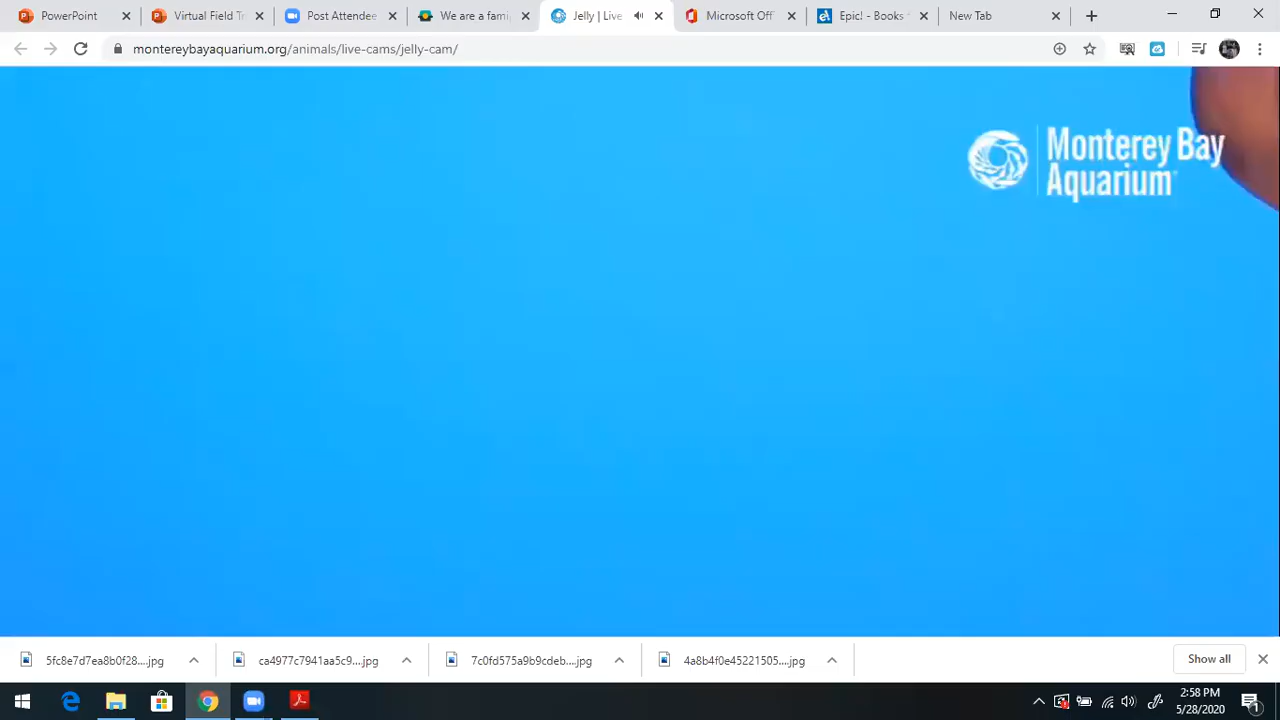 PowerPoint
Virtual Field Tr
Post Attendee
We are a fami
Jelly | Live
Microsoft Off
Epic! - Books
New Tab
montereybayaquarium.org/animals/live-cams/jelly-cam/
Monterey Bay
Aquarium
5fc8e7d7ea8b0f28....jpg
ca4977c7941aa5c9....jpg
7c0fd575a9b9cdeb....jpg
4a8b4f0e45221505....jpg
Show all
2:58 PM
5/28/2020
1